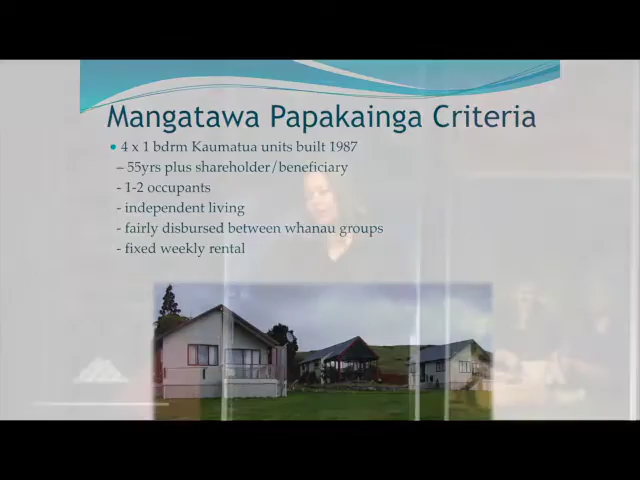 Mangatawa Papakainga Criteria
• 4 x 1 bdrm Kaumatua units built 1987
– 55yrs plus shareholder/beneficiary
- 1-2 occupants
- independent living
- fairly disbursed between whanau groups
- fixed weekly rental